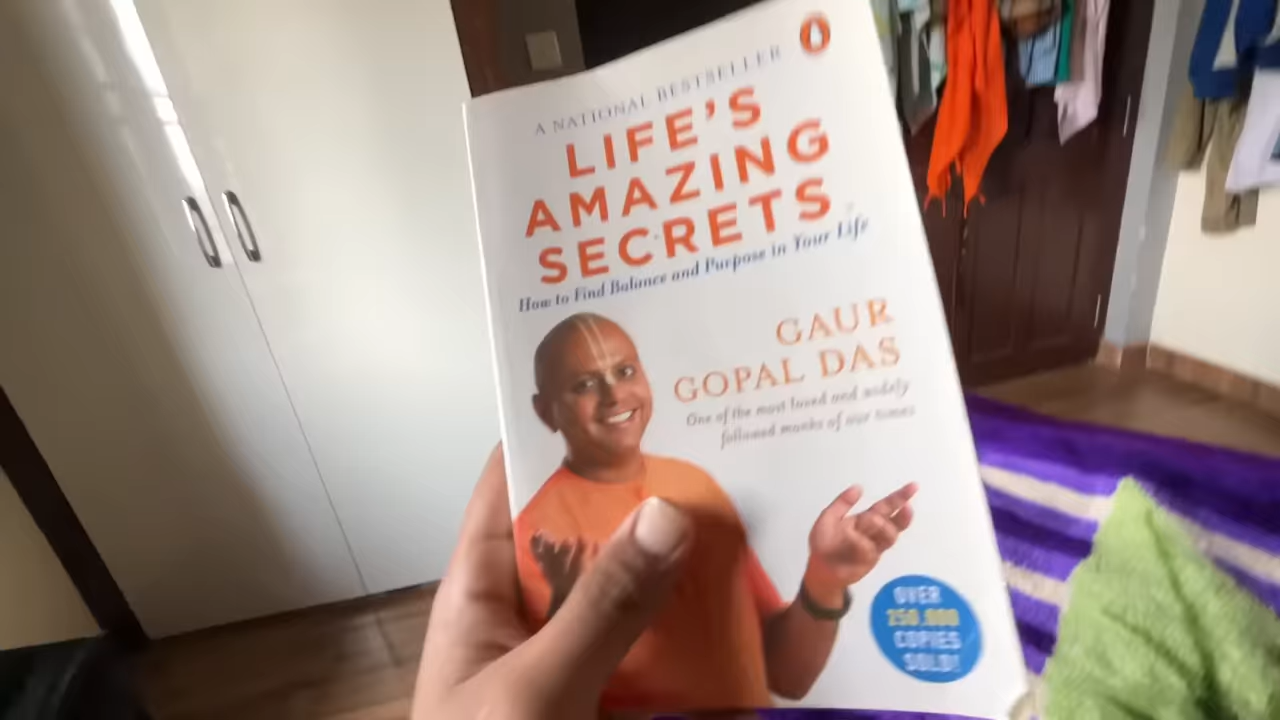 A NATIONAL BESTSELLER
LIFE'S
AMAZING
SECRETS
How to Find Balance and Purpose in Your Life
GAUR
GOPAL DAS
One of the most loved and widely
followed monks of our times
OVER
250,000
COPIES
SOLD!